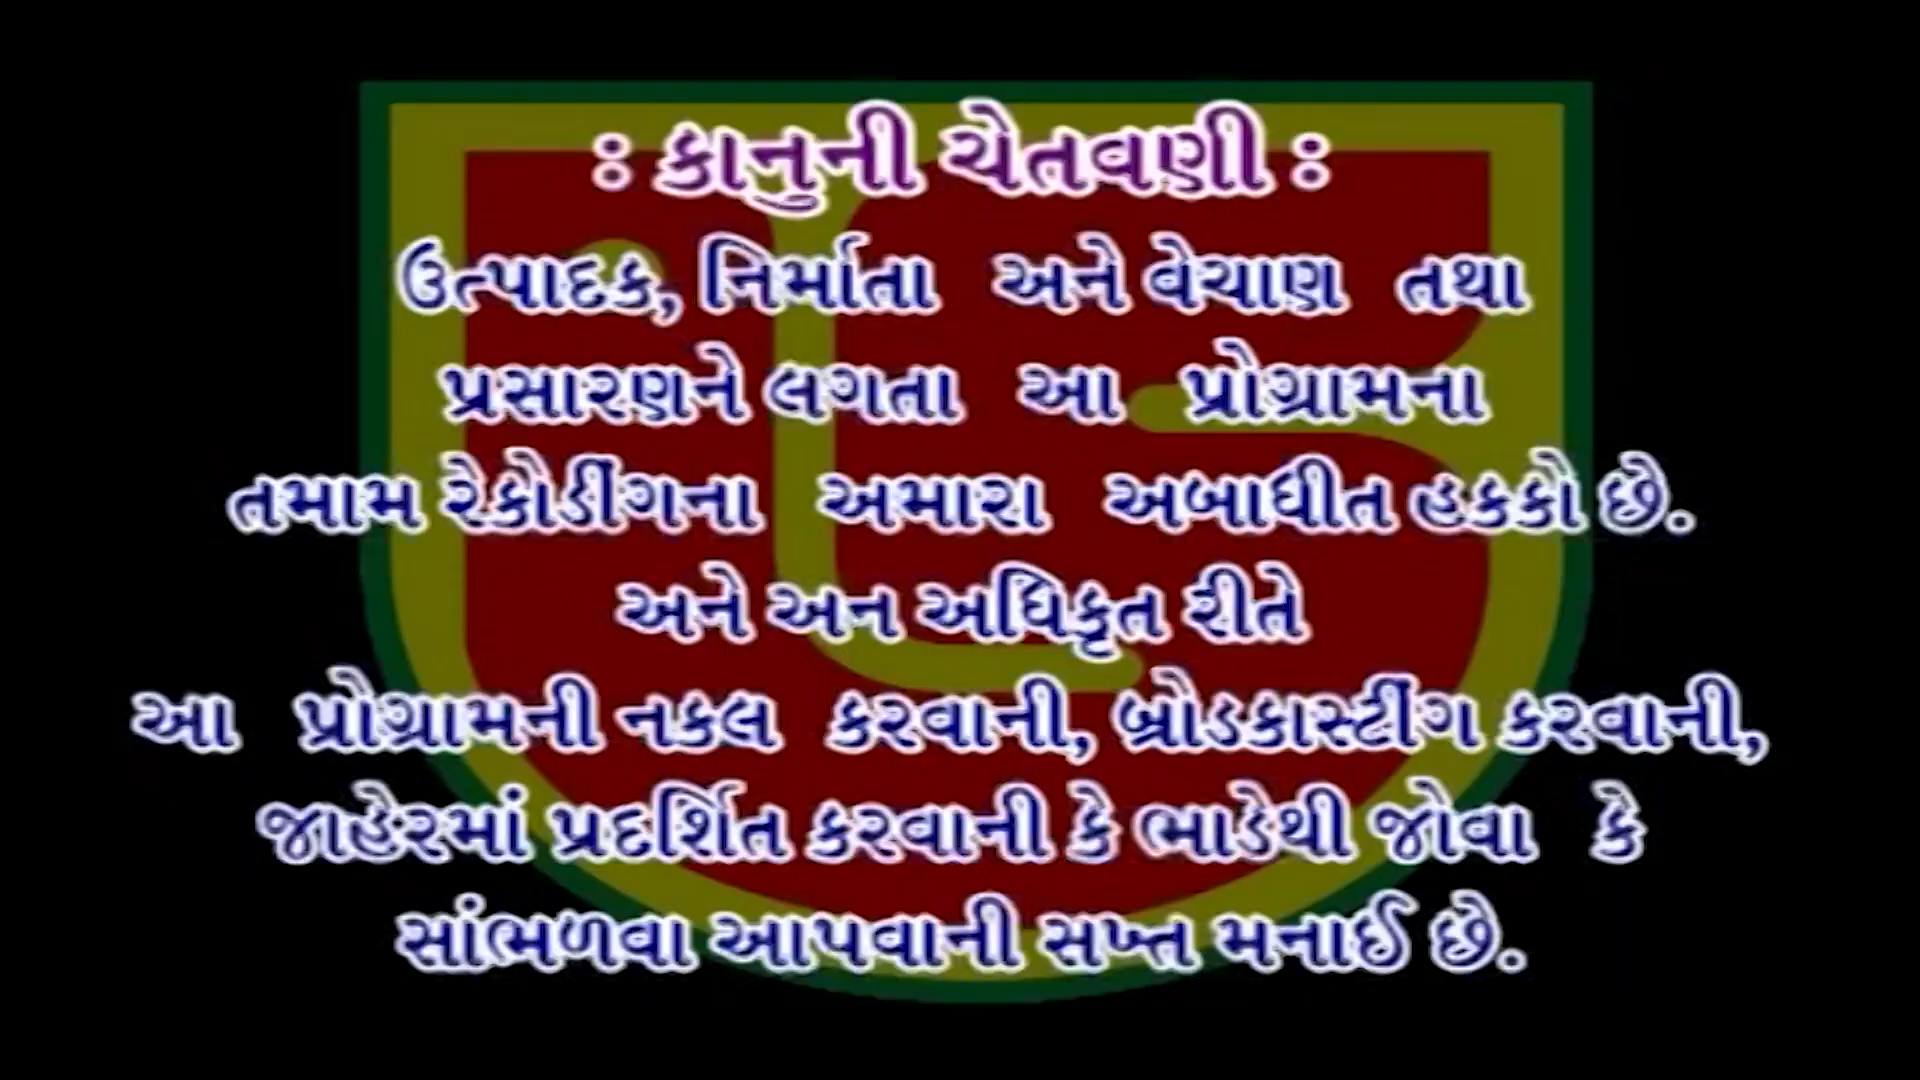 : કાનુની ચેતવણી :
ઉત્પાદક, નિર્માતા અને વેચાણ તથા
પ્રસારણને લગતા આ પ્રોગ્રામના
તમામ રેકોર્ડીંગના અમારા અબાધીત હકકો છે.
અને અન અધિકૃત રીતે
આ પ્રોગ્રામની નકલ કરવાની, બ્રોડકાસ્ટીંગ કરવાની,
જાહેરમાં પ્રદર્શિત કરવાની કે ભાડેથી જોવા કે
સાંભળવા આપવાની સખ્ત મનાઈ છે.